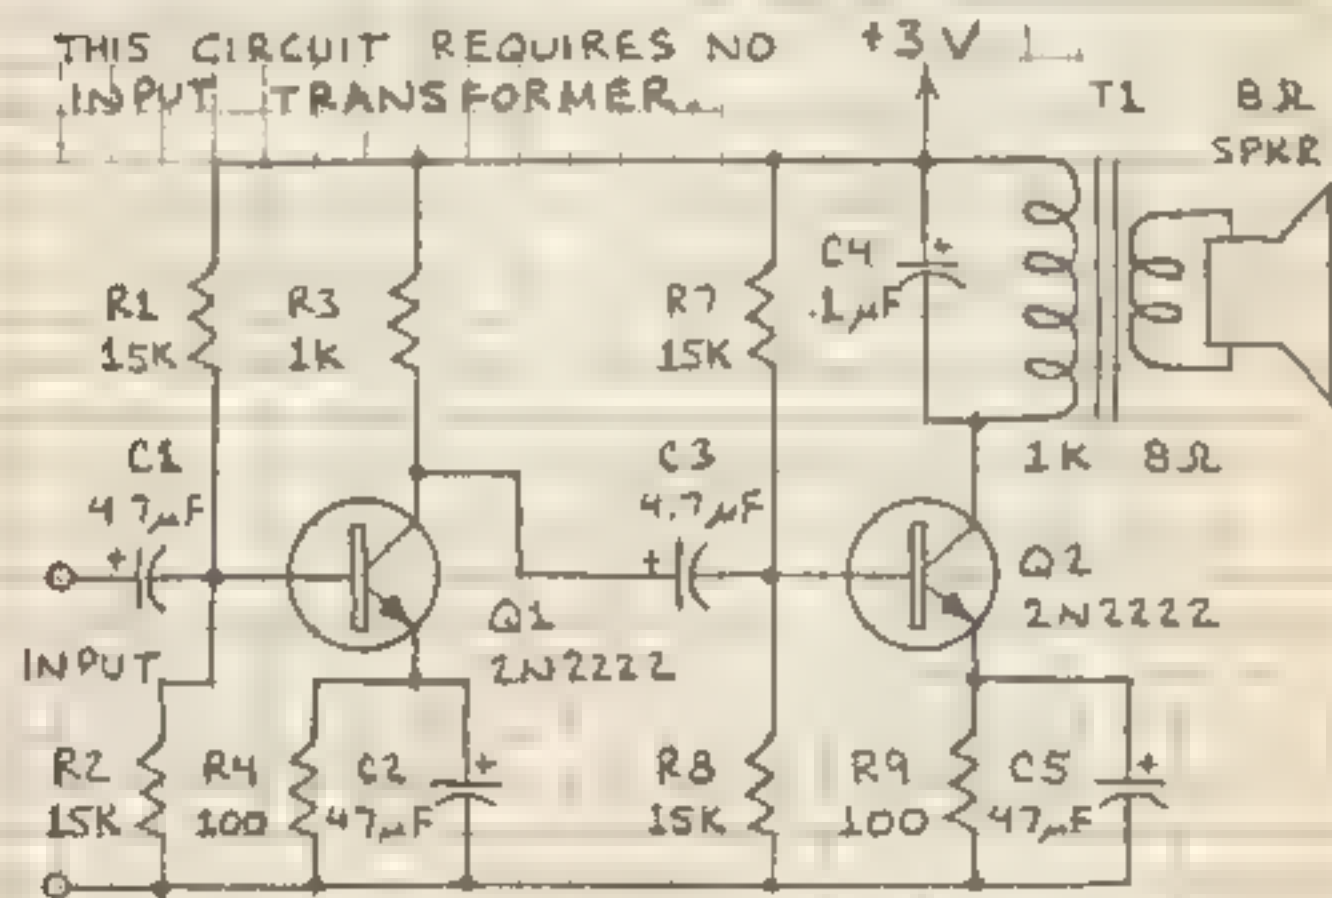 THIS CIRCUIT REQUIRES NO
INPUT TRANSFORMER.
+3V
T1
8Ω
SPKR
R1
15K
R3
1K
R7
15K
C4
.1μF
C1
4.7μF
C3
4.7μF
1K
8Ω
Q1
2N2222
Q2
2N2222
INPUT
R2
15K
R4
100
C2
47μF
R8
15K
R9
100
C5
47μF